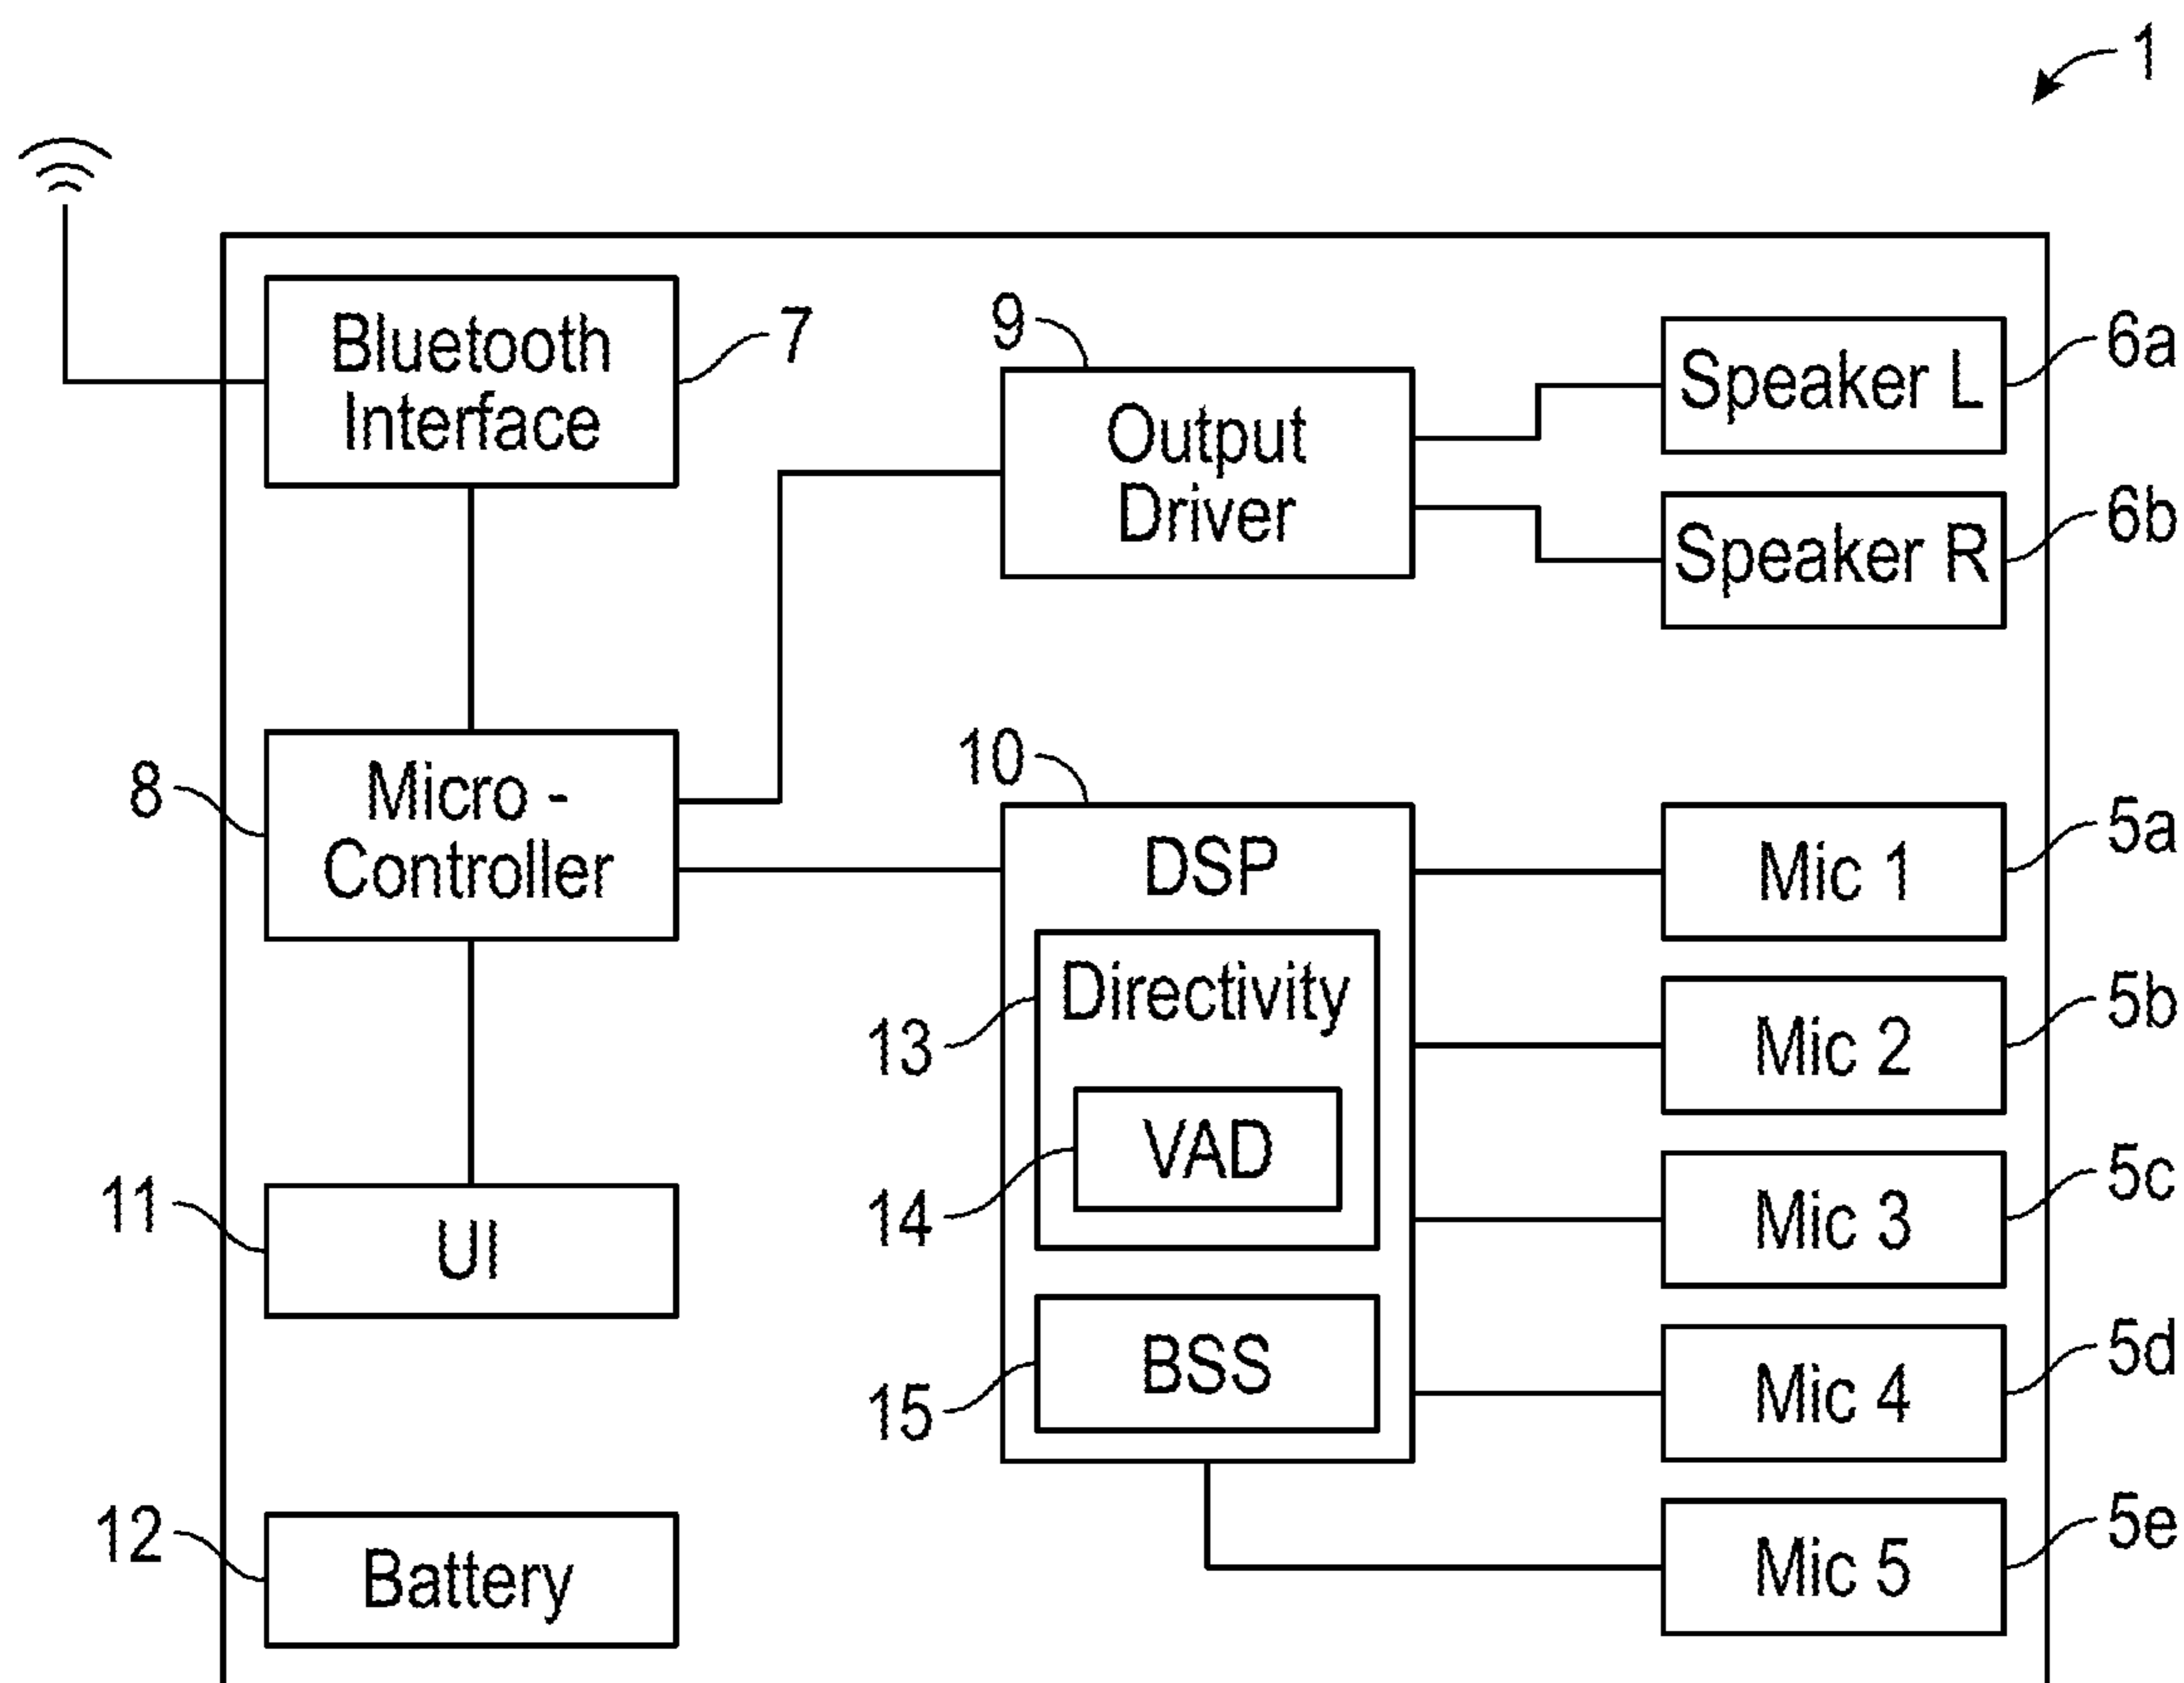 1
Bluetooth
Interface
7
9
Output
Driver
Speaker L
6a
Speaker R
6b
8
Micro -
Controller
10
DSP
Mic 1
5a
13
Directivity
Mic 2
5b
14
VAD
Mic 3
5c
11
UI
15
BSS
Mic 4
5d
12
Battery
Mic 5
5e